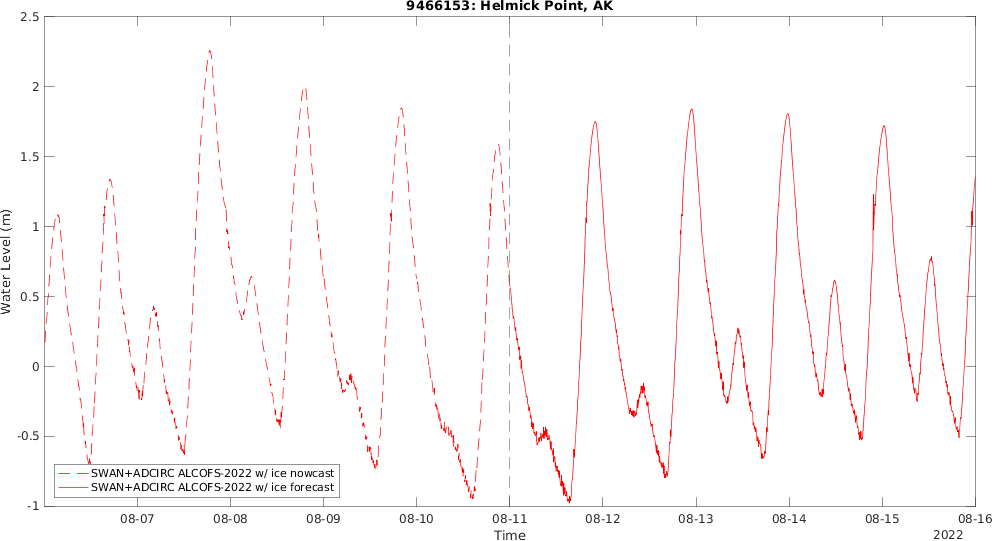 9466153: Helmick Point, AK
Water Level (m)
2.5
2
1.5
1
0.5
0
-0.5
-1
SWAN+ADCIRC ALCOFS-2022 w/ ice nowcast
SWAN+ADCIRC ALCOFS-2022 w/ ice forecast
08-07 08-08 08-09 08-10 08-11 08-12 08-13 08-14 08-15 08-16
Time
2022